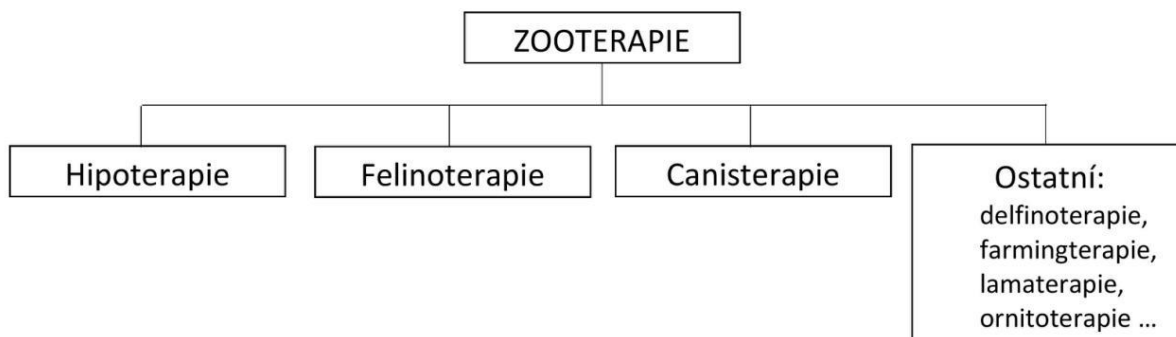 ZOOTERAPIE
Hipoterapie
Felinoterapie
Canisterapie
Ostatní:
delfinoterapie,
farmingterapie,
lamaterapie,
ornitoterapie ...